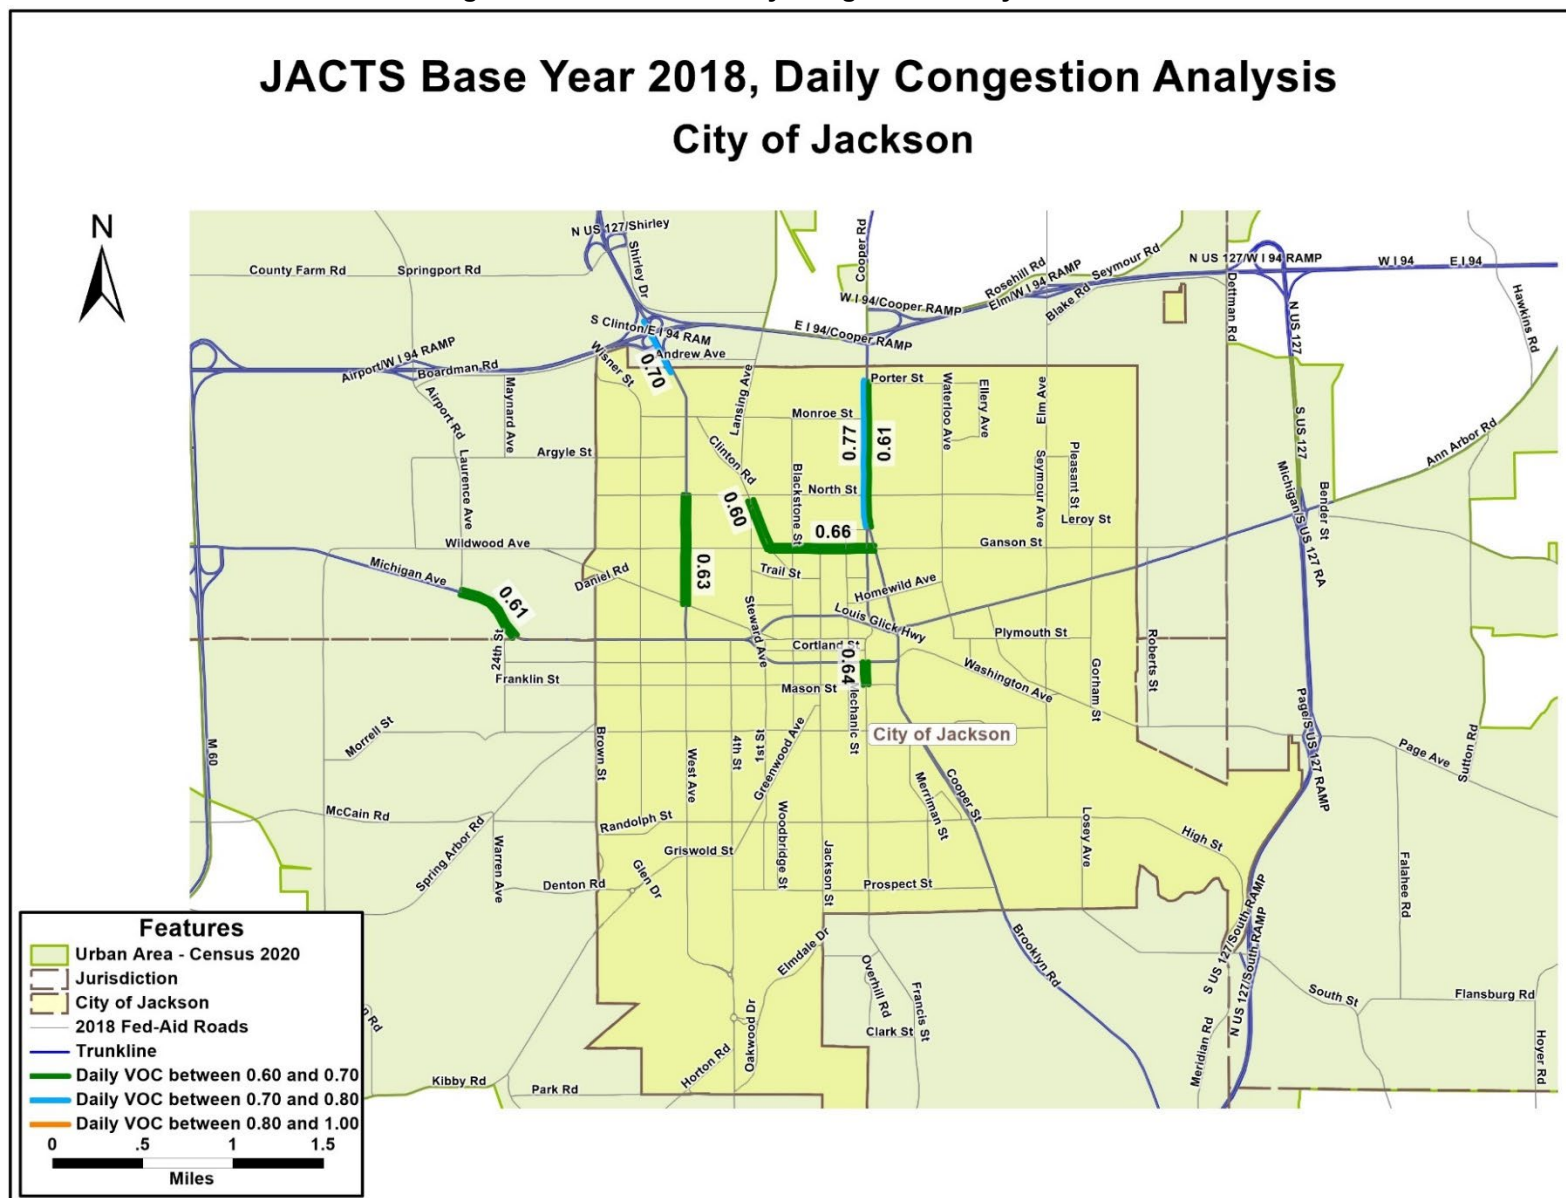 JACTS Base Year 2018, Daily Congestion Analysis
City of Jackson
N
N US 127/Shirley
Shirley Dr
County Farm Rd
Springport Rd
Cooper Rd
Rosehill Rd
Seymour Rd
N US 127/W I 94 RAMP
W I 94
E I 94
W I 94/Cooper RAMP
Elm/W I 94 RAMP
Blake Rd
Dettman Rd
N US 127
Hawkins Rd
S Clinton/E I 94 RAM
E I 94/Cooper RAMP
Airport/W I 94 RAMP
Boardman Rd
Wisner St
Andrew Ave
0.70
Airport Rd
Maynard Ave
Lansing Ave
Porter St
Waterloo Ave
Ellery Ave
Elm Ave
Monroe St
S US 127
Argyle St
Clinton Rd
0.77
0.61
Pleasant St
Ann Arbor Rd
Laurence Ave
Blackstone St
North St
Seymour Ave
Leroy St
Michigan/S US 127 RA
Bender St
0.60
0.66
Wildwood Ave
Ganson St
Michigan Ave
Daniel Rd
0.63
Trail St
Homewild Ave
0.61
Steward Ave
Louis Glick Hwy
24th St
Cortland St
Plymouth St
Roberts St
0.64
Franklin St
Mason St
Washington Ave
Gorham St
Mechanic St
City of Jackson
Morrell St
M 60
Brown St
West Ave
4th St
1st St
Greenwood Ave
Page/S US 127 RAMP
Page Ave
Sutton Rd
Cooper St
Merriman St
McCain Rd
Randolph St
Woodbridge St
Losey Ave
High St
Spring Arbor Rd
Warren Ave
Griswold St
Jackson St
Glen Dr
Denton Rd
Prospect St
Falahee Rd
Elmdale Dr
Brooklyn Rd
S US 127/South RAMP
N US 127/South RAMP
Overhill Rd
Francis St
South St
Flansburg Rd
Oakwood Dr
Clark St
Meridian Rd
Hoyer Rd
Horton Rd
Kibby Rd
Park Rd
Features
Urban Area - Census 2020
Jurisdiction
City of Jackson
2018 Fed-Aid Roads
Trunkline
Daily VOC between 0.60 and 0.70
Daily VOC between 0.70 and 0.80
Daily VOC between 0.80 and 1.00
0 .5 1 1.5
Miles